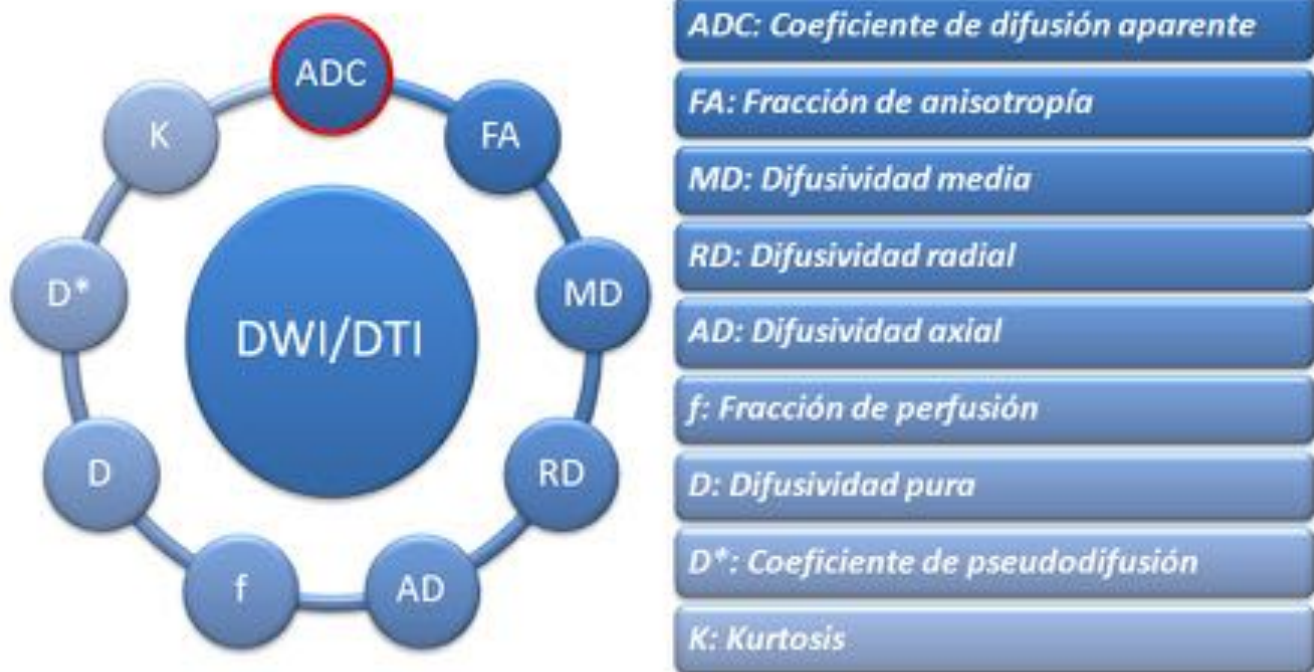 ADC
FA
MD
RD
AD
f
D
D*
K
DWI/DTI
ADC: Coeficiente de difusión aparente
FA: Fracción de anisotropía
MD: Difusividad media
RD: Difusividad radial
AD: Difusividad axial
f: Fracción de perfusión
D: Difusividad pura
D*: Coeficiente de pseudodifusión
K: Kurtosis